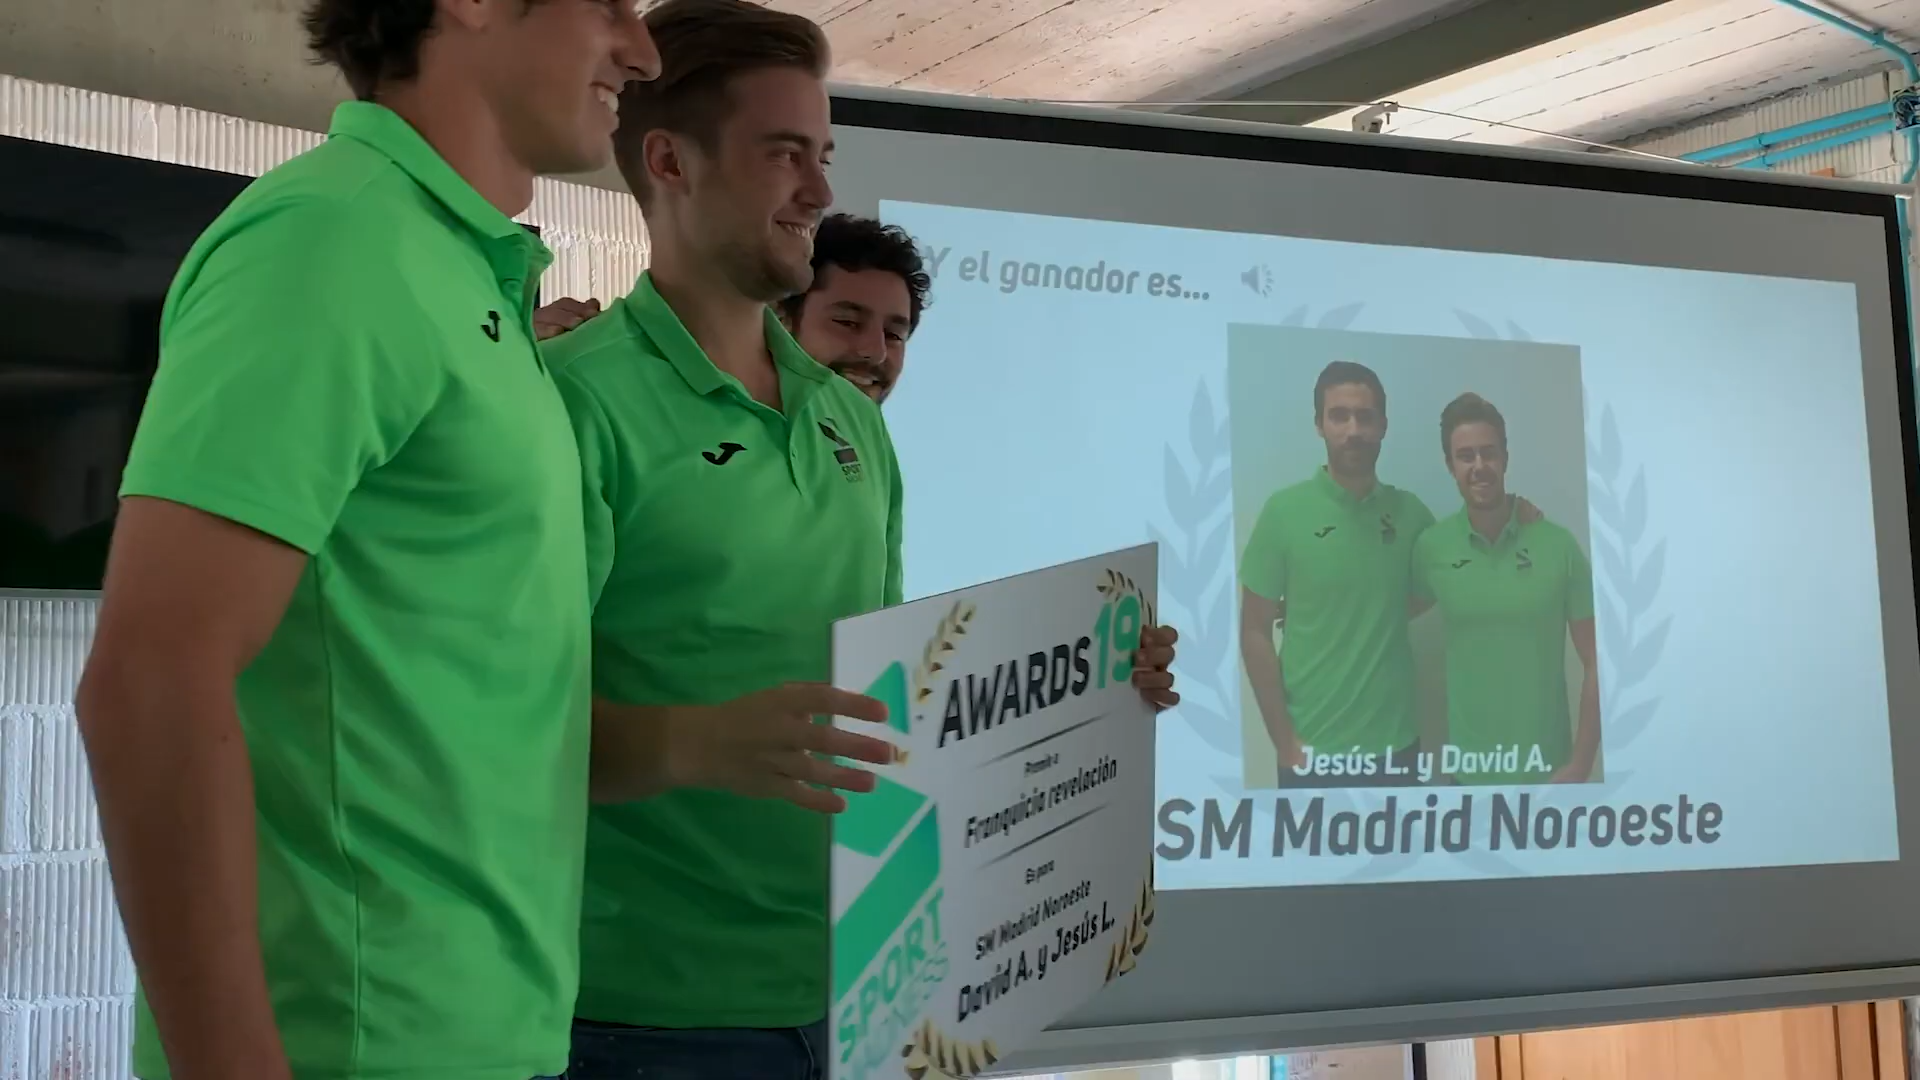 Y el ganador es...
Jesús L. y David A.
SM Madrid Noroeste
AWARDS19
Premio a
Franquicia revelación
Es para
SM Madrid Noroeste
David A. y Jesús L.
SPORT
SPORT